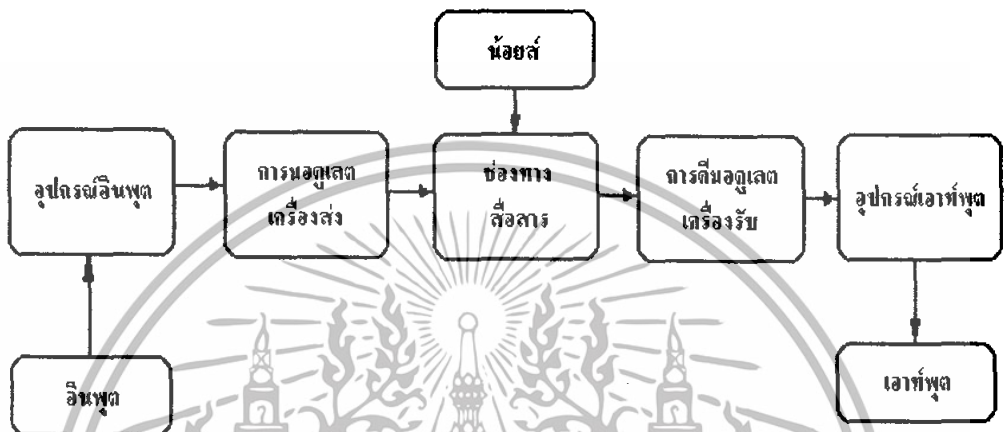 น้อยส์
อุปกรณ์อินพุต
การมอดูเลต
เครื่องส่ง
ช่องทาง
สื่อสาร
การดีมอดูเลต
เครื่องรับ
อุปกรณ์เอาท์พุต
อินพุต
เอาท์พุต